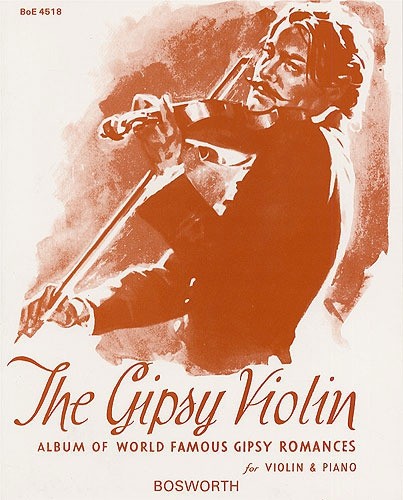 BoE 4518
The Gipsy Violin
ALBUM OF WORLD FAMOUS GIPSY ROMANCES
for VIOLIN & PIANO
BOSWORTH